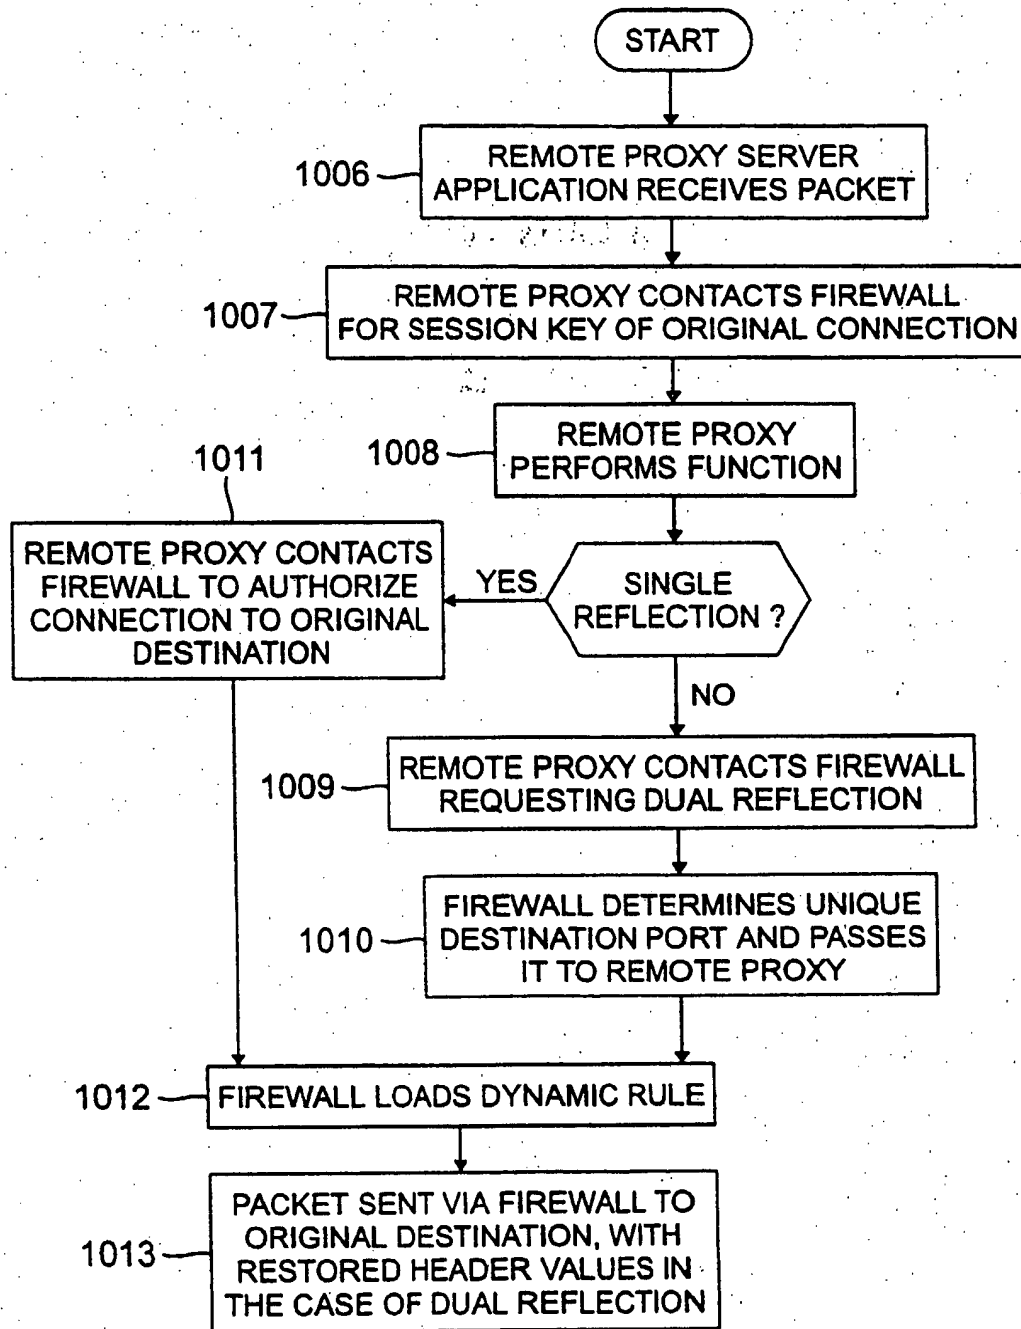 START
1006
REMOTE PROXY SERVER
APPLICATION RECEIVES PACKET
1007
REMOTE PROXY CONTACTS FIREWALL
FOR SESSION KEY OF ORIGINAL CONNECTION
1008
REMOTE PROXY
PERFORMS FUNCTION
1011
REMOTE PROXY CONTACTS
FIREWALL TO AUTHORIZE
CONNECTION TO ORIGINAL
DESTINATION
YES
SINGLE
REFLECTION ?
NO
1009
REMOTE PROXY CONTACTS FIREWALL
REQUESTING DUAL REFLECTION
1010
FIREWALL DETERMINES UNIQUE
DESTINATION PORT AND PASSES
IT TO REMOTE PROXY
1012
FIREWALL LOADS DYNAMIC RULE
1013
PACKET SENT VIA FIREWALL TO
ORIGINAL DESTINATION, WITH
RESTORED HEADER VALUES IN
THE CASE OF DUAL REFLECTION